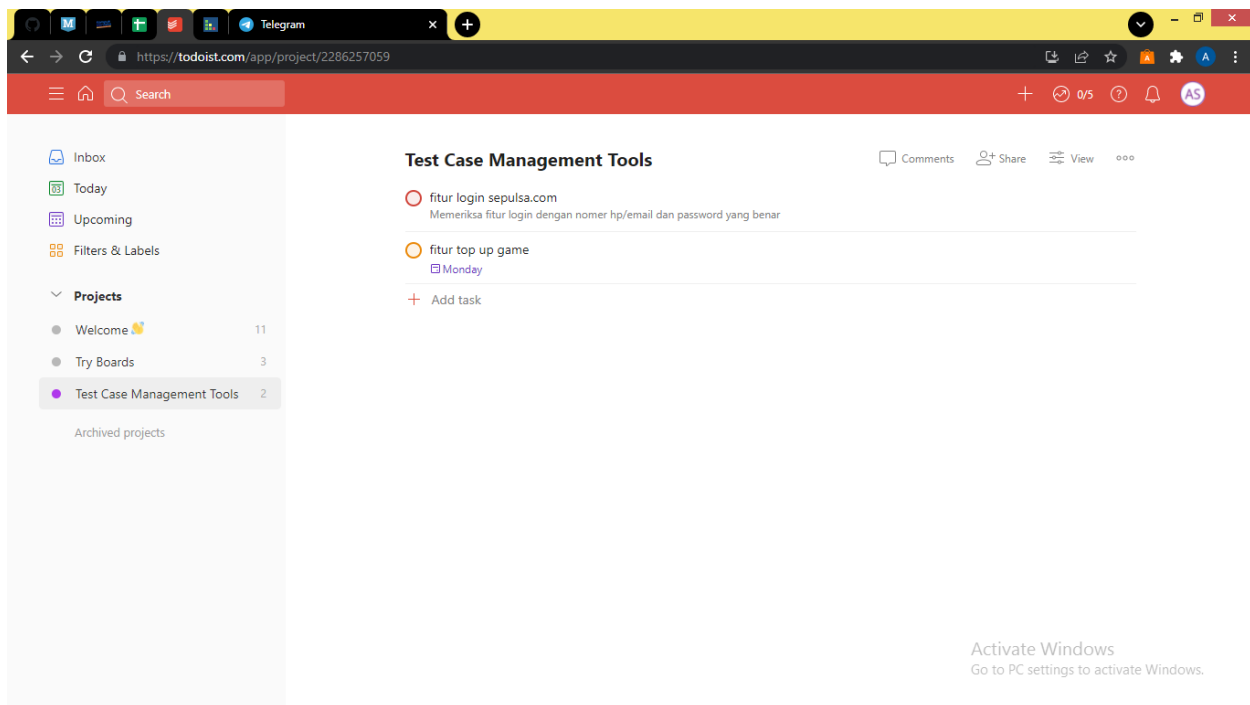 Telegram
https://todoist.com/app/project/2286257059
A
A
Search
0/5
?
AS
Inbox
03
Today
Upcoming
Filters & Labels
Projects
Welcome 👋
11
Try Boards
3
Test Case Management Tools
2
Archived projects
Test Case Management Tools
Comments
Share
View
fitur login sepulsa.com
Memeriksa fitur login dengan nomer hp/email dan password yang benar
fitur top up game
Monday
Add task
Activate Windows
Go to PC settings to activate Windows.